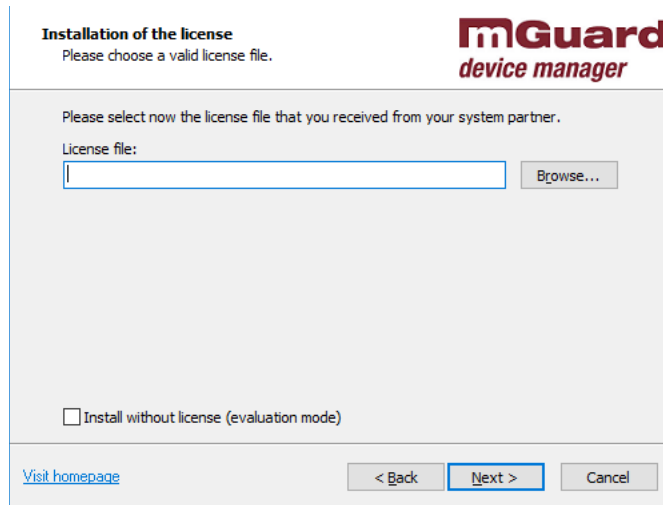 Installation of the license
Please choose a valid license file.
mGuard
device manager
Please select now the license file that you received from your system partner.
License file:
Browse...
Install without license (evaluation mode)
Visit homepage
< Back
Next >
Cancel